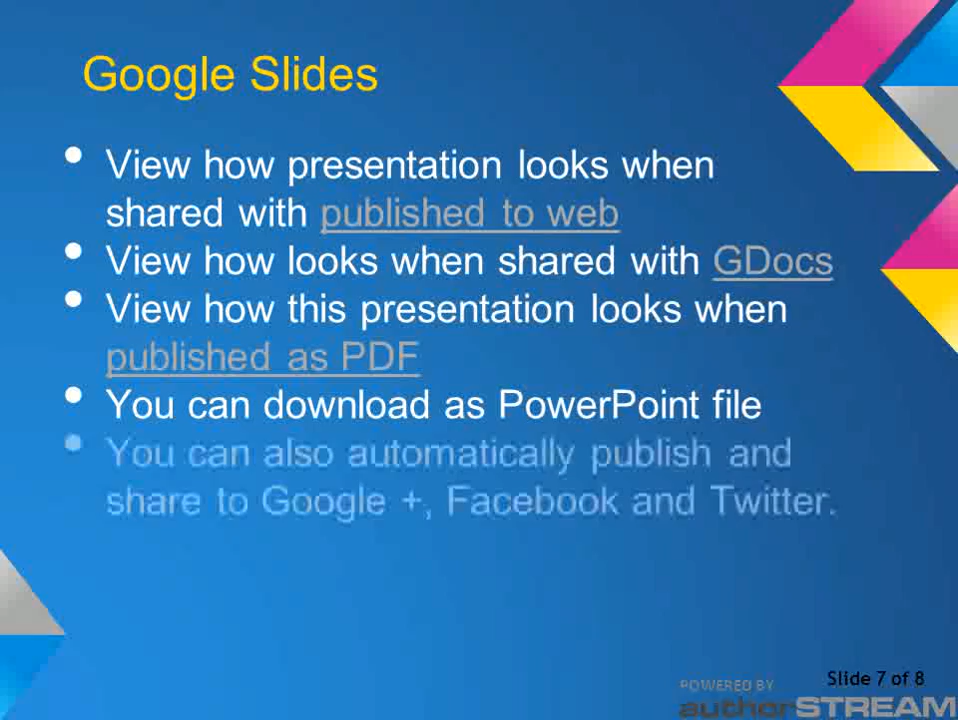 Google Slides
• View how presentation looks when
shared with published to web
• View how looks when shared with GDocs
• View how this presentation looks when
published as PDF
• You can download as PowerPoint file
• You can also automatically publish and
share to Google +, Facebook and Twitter.
Slide 7 of 8
POWERED BY
authorSTREAM